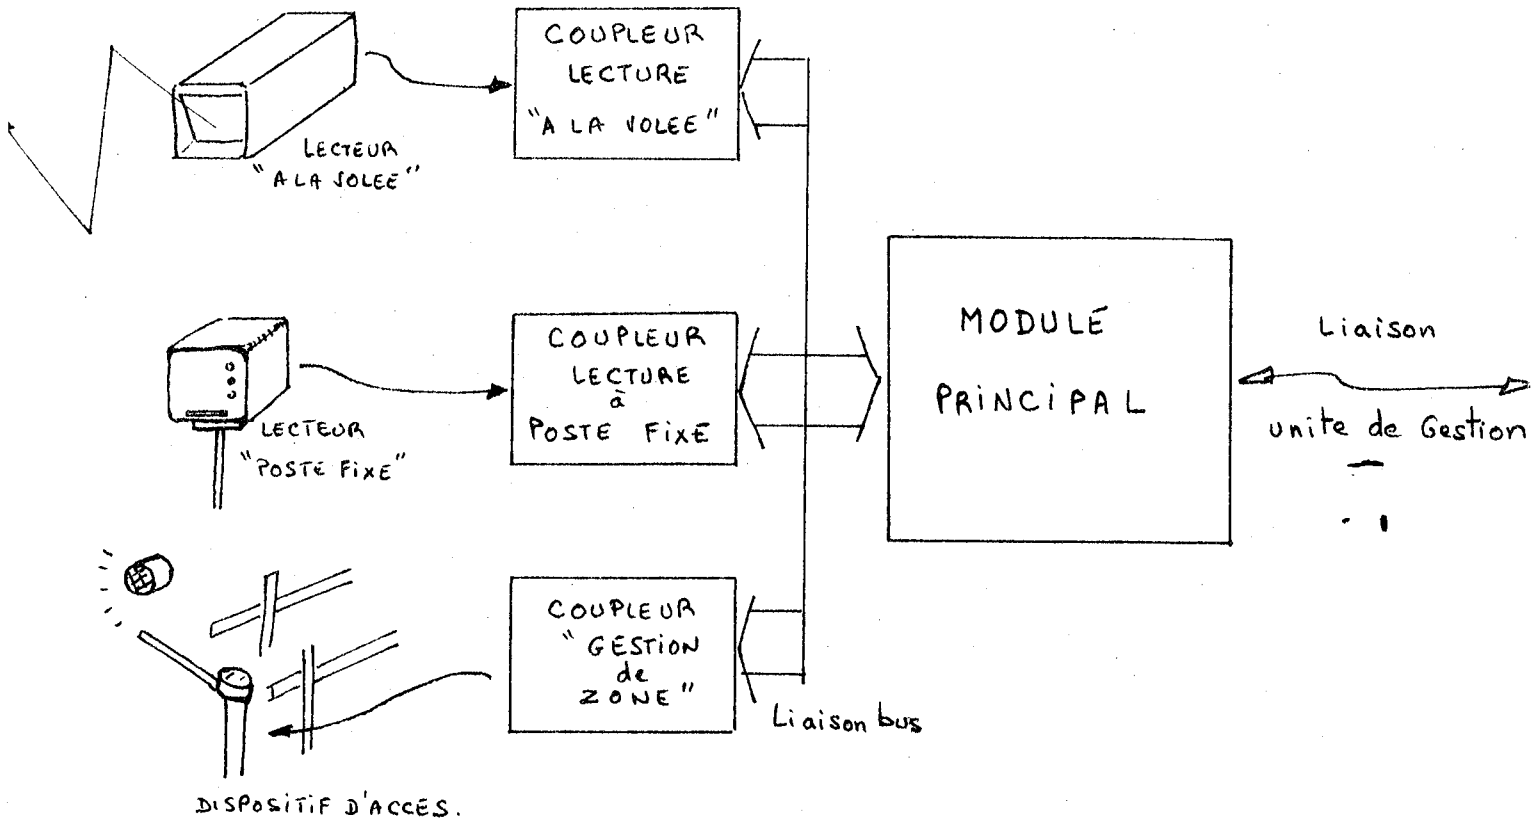 COUPLEUR
LECTURE
"A LA VOLEE"
LECTEUR
"A LA VOLEE"
COUPLEUR
LECTURE
à
POSTE FIXE
LECTEUR
"POSTE FIXE"
MODULE
PRINCIPAL
Liaison
unite de Gestion
COUPLEUR
"GESTION
de
ZONE"
Liaison bus
DISPOSITIF D'ACCES.